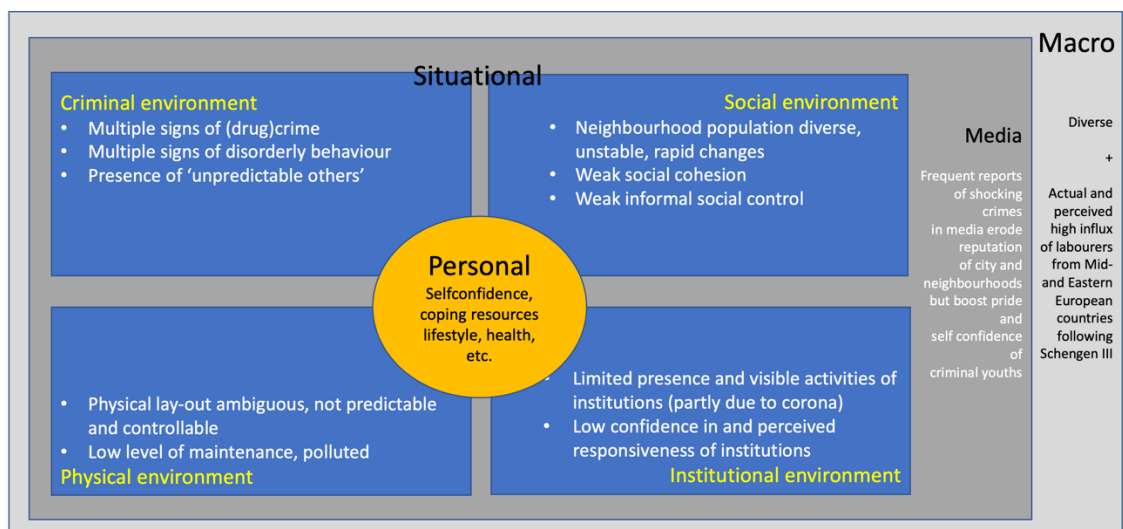 Macro
Situational
Criminal environment
• Multiple signs of (drug)crime
• Multiple signs of disorderly behaviour
• Presence of ‘unpredictable others’
Social environment
• Neighbourhood population diverse,
unstable, rapid changes
• Weak social cohesion
• Weak informal social control
Personal
Selfconfidence,
coping resources
lifestyle, health,
etc.
• Physical lay-out ambiguous, not predictable
and controllable
• Low level of maintenance, polluted
Physical environment
• Limited presence and visible activities of
institutions (partly due to corona)
• Low confidence in and perceived
responsiveness of institutions
Institutional environment
Media
Frequent reports
of shocking
crimes
in media erode
reputation
of city and
neighbourhoods
but boost pride
and
self confidence
of
criminal youths
Diverse
+
Actual and
perceived
high influx
of labourers
from Mid-
and Eastern
European
countries
following
Schengen III